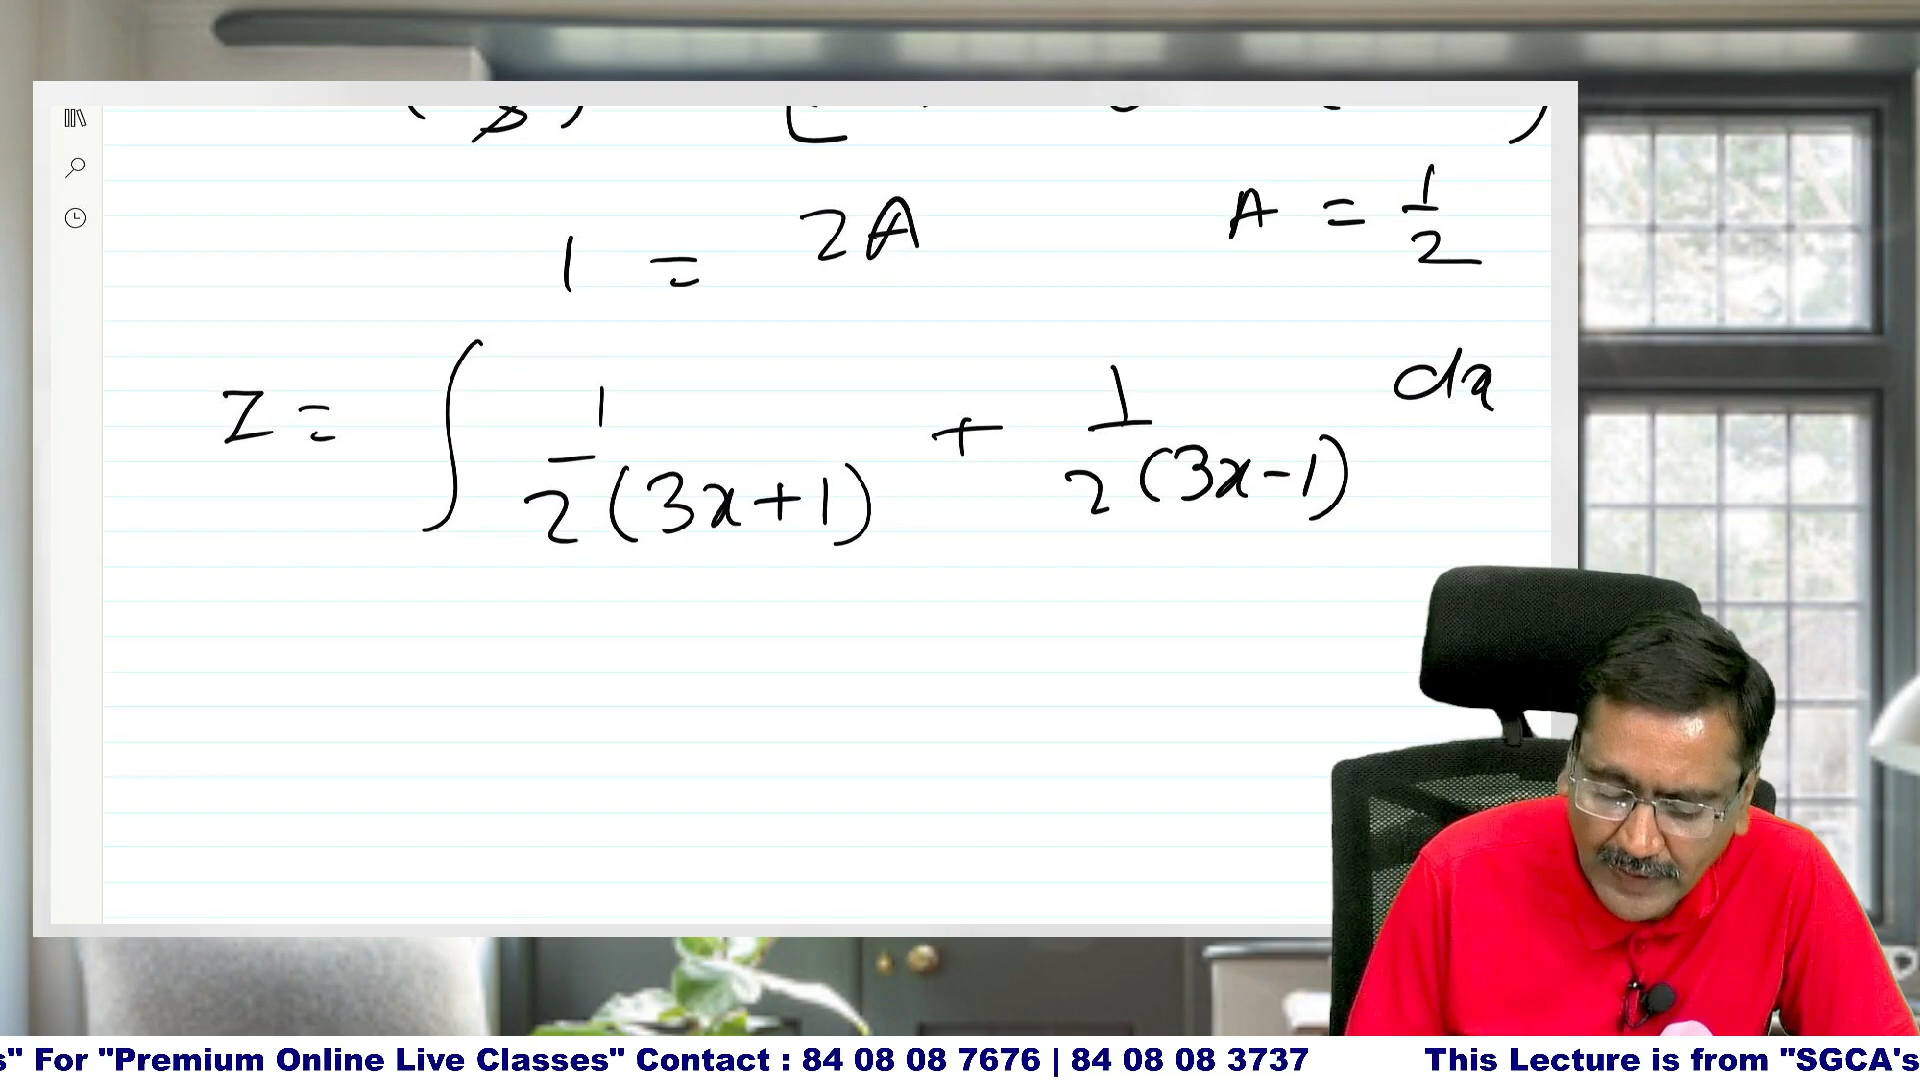 1 = 2A A = 1/2
I = ∫ 1/2(3x+1) + 1/2(3x-1) dx
s" For "Premium Online Live Classes" Contact : 84 08 08 7676 | 84 08 08 3737 This Lecture is from "SGCA's